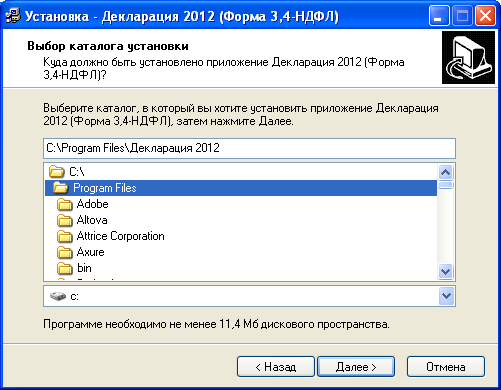 Установка - Декларация 2012 (Форма 3,4-НДФЛ)
Выбор каталога установки
Куда должно быть установлено приложение Декларация 2012 (Форма
3,4-НДФЛ)?
Выберите каталог, в который вы хотите установить приложение Декларация
2012 (Форма 3,4-НДФЛ), затем нажмите Далее.
C:\Program Files\Декларация 2012
C:\
Program Files
Adobe
Altova
Attrice Corporation
Axure
bin
c:
Программе необходимо не менее 11,4 Мб дискового пространства.
< Назад
Далее >
Отмена